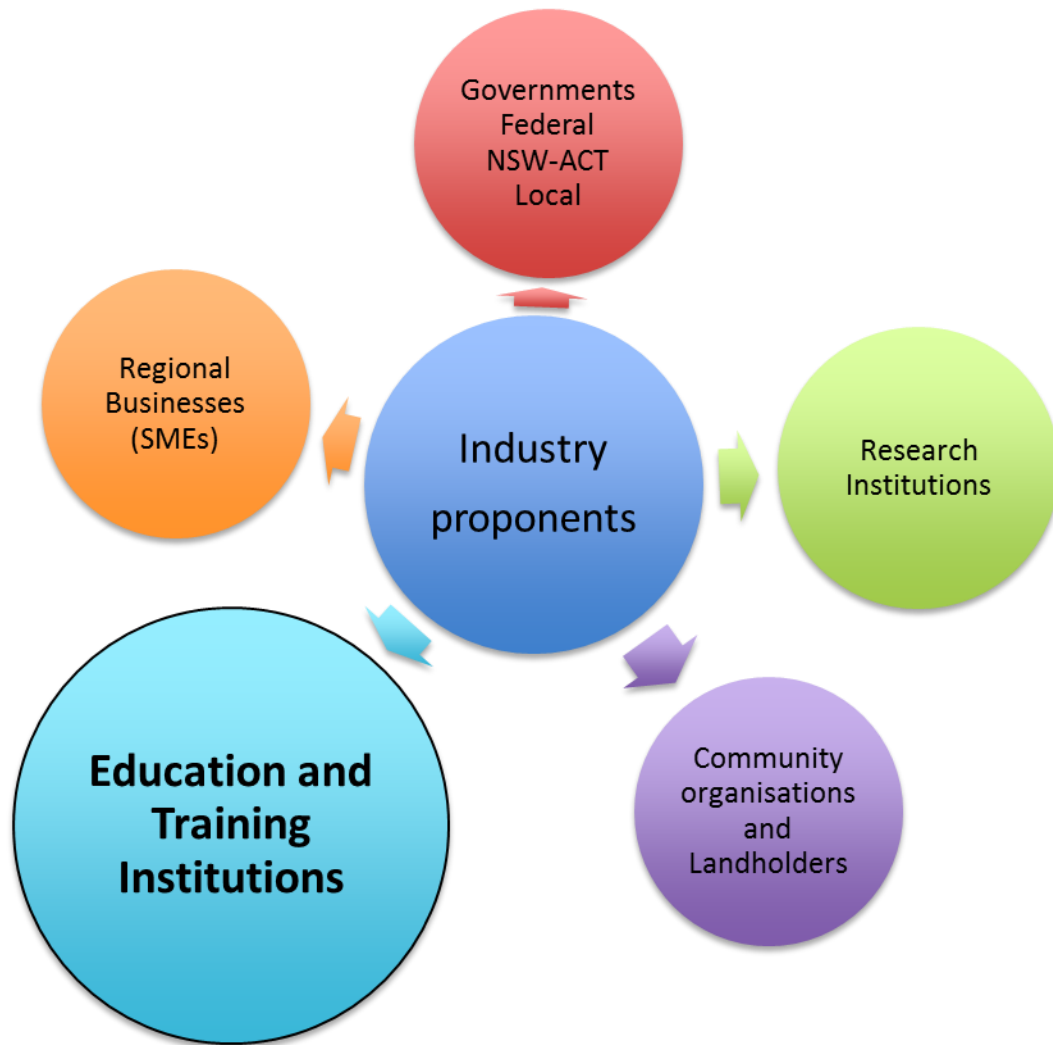 Governments
Federal
NSW-ACT
Local
Regional
Businesses
(SMEs)
Industry
proponents
Research
Institutions
Education and
Training
Institutions
Community
organisations
and
Landholders